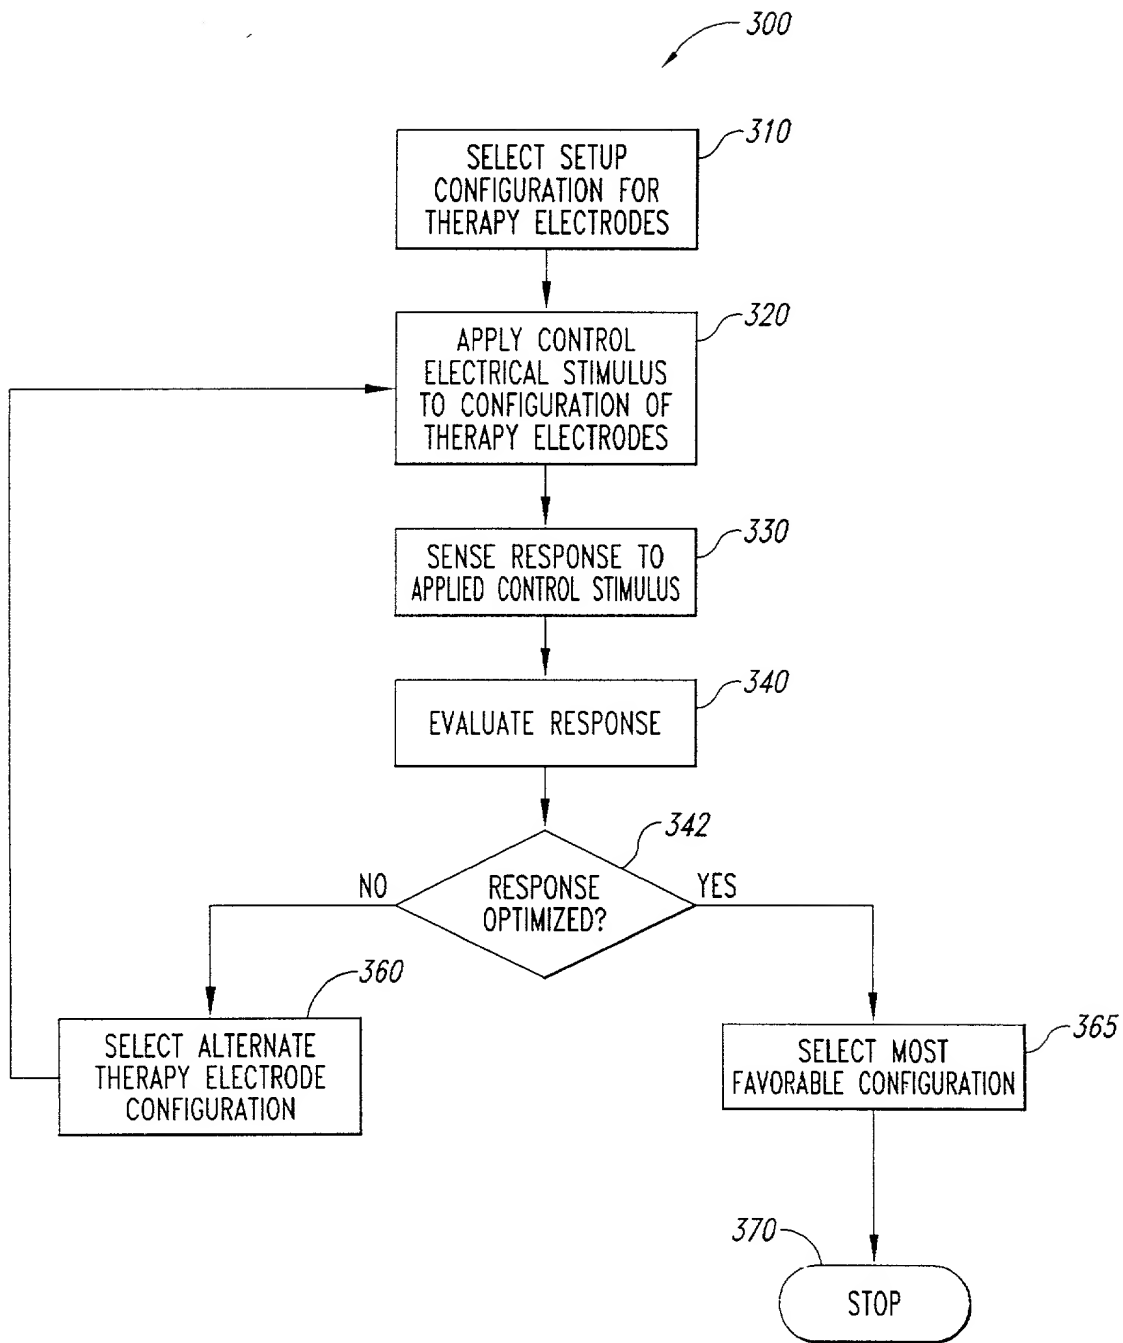 300
310
SELECT SETUP
CONFIGURATION FOR
THERAPY ELECTRODES
320
APPLY CONTROL
ELECTRICAL STIMULUS
TO CONFIGURATION OF
THERAPY ELECTRODES
330
SENSE RESPONSE TO
APPLIED CONTROL STIMULUS
340
EVALUATE RESPONSE
342
NO
RESPONSE
OPTIMIZED?
YES
360
SELECT ALTERNATE
THERAPY ELECTRODE
CONFIGURATION
365
SELECT MOST
FAVORABLE CONFIGURATION
370
STOP